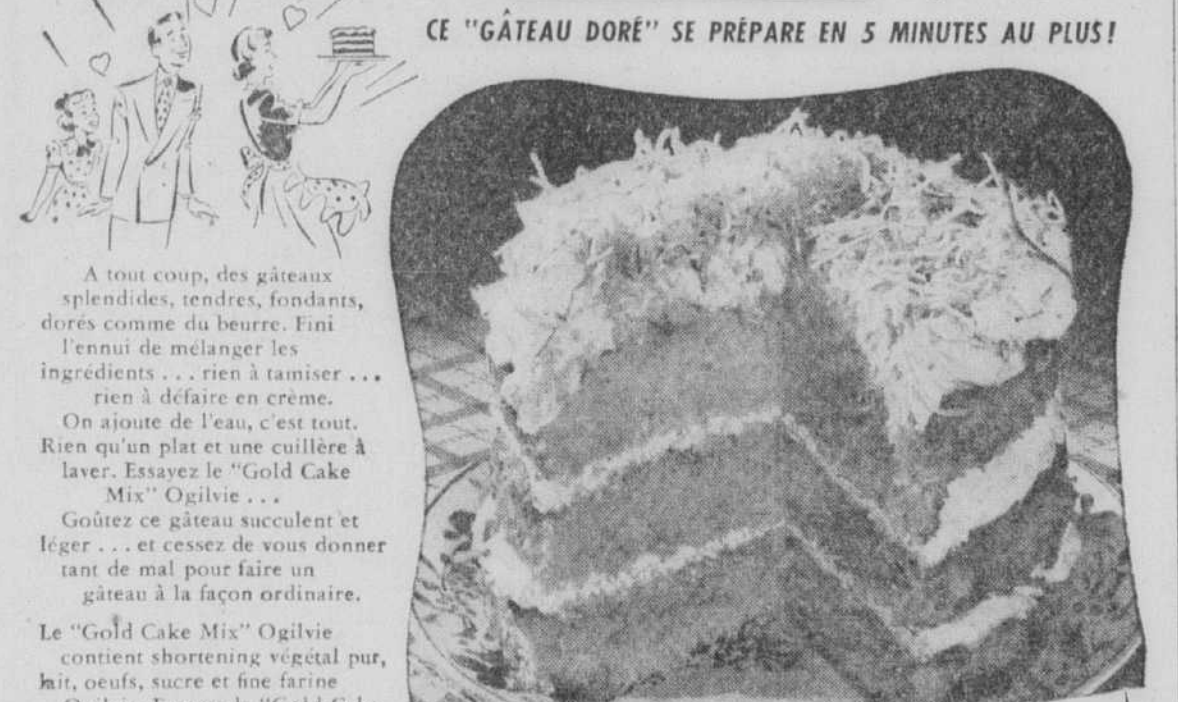 CE "GÂTEAU DORÉ" SE PRÉPARE EN 5 MINUTES AU PLUS!
A tout coup, des gâteaux
splendides, tendres, fondants,
dorés comme du beurre. Fini
l'ennui de mélanger les
ingrédients . . . rien à tamiser . . .
rien à défaire en crème.
On ajoute de l'eau, c'est tout.
Rien qu'un plat et une cuillère à
laver. Essayez le "Gold Cake
Mix" Ogilvie . . .
Goûtez ce gâteau succulent et
léger . . . et cessez de vous donner
tant de mal pour faire un
gâteau à la façon ordinaire.
Le "Gold Cake Mix" Ogilvie
contient shortening végétal pur,
lait, oeufs, sucre et fine farine